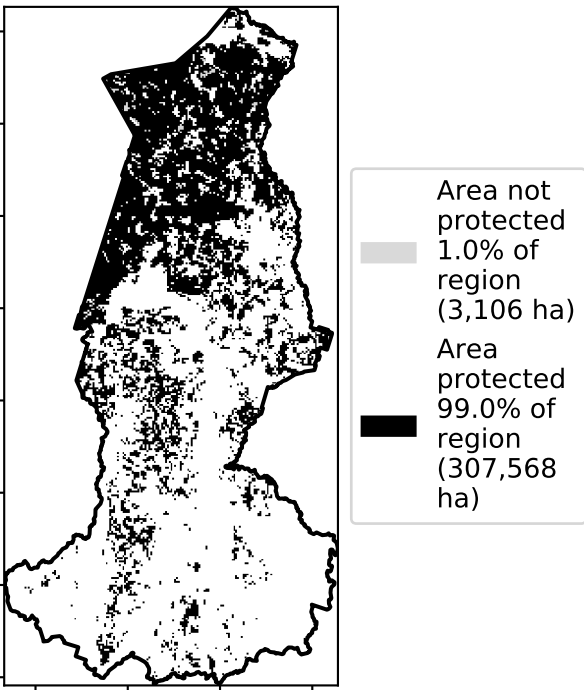 Area not
protected
1.0% of
region
(3,106 ha)
Area
protected
99.0% of
region
(307,568
ha)